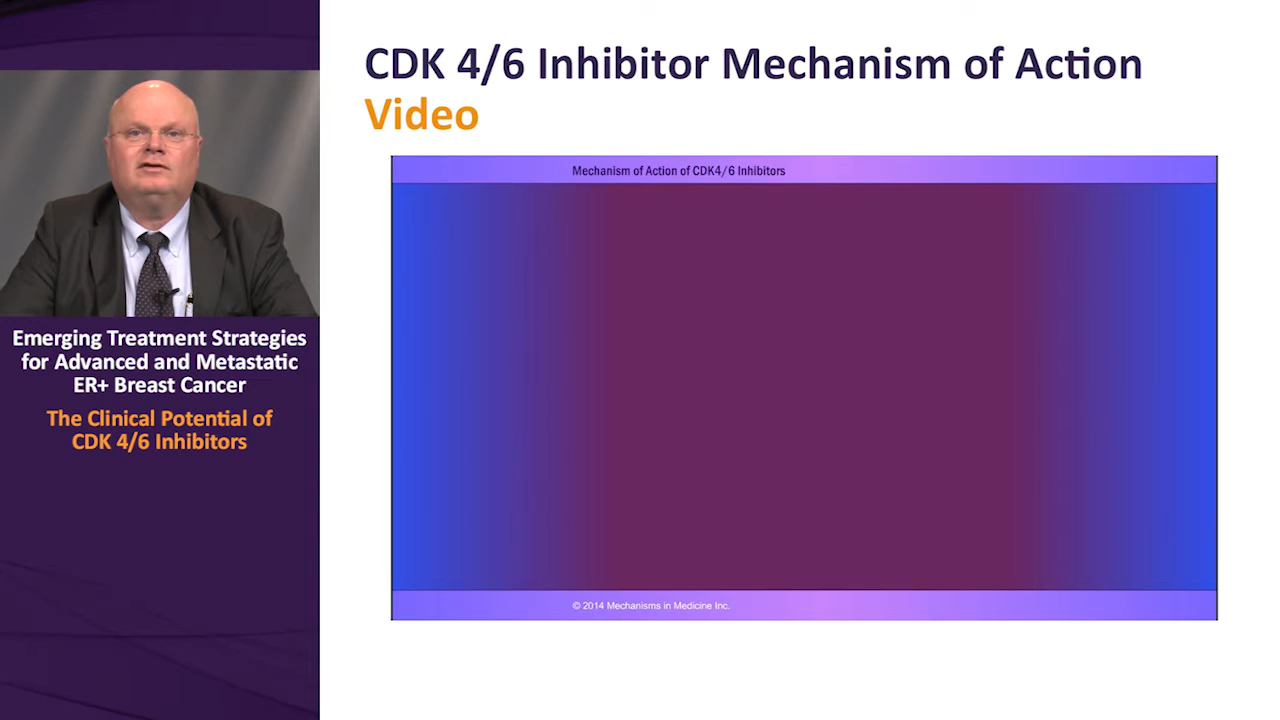 CDK 4/6 Inhibitor Mechanism of Action
Video
Mechanism of Action of CDK4/6 Inhibitors
© 2014 Mechanisms in Medicine Inc.
Emerging Treatment Strategies
for Advanced and Metastatic
ER+ Breast Cancer
The Clinical Potential of
CDK 4/6 Inhibitors